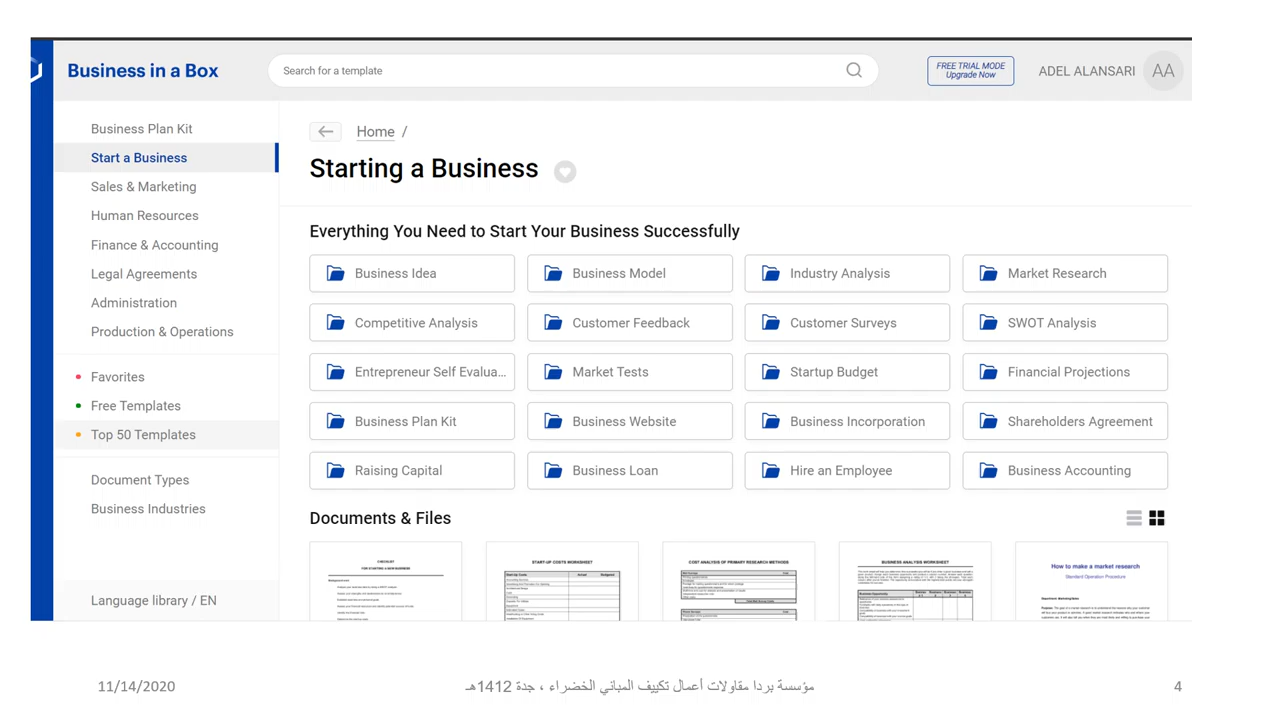 Business in a Box
Search for a template
FREE TRIAL MODE
Upgrade Now
ADEL ALANSARI
AA
Business Plan Kit
Start a Business
Sales & Marketing
Human Resources
Finance & Accounting
Legal Agreements
Administration
Production & Operations
Favorites
Free Templates
Top 50 Templates
Document Types
Business Industries
Language library / EN
Home /
Starting a Business
Everything You Need to Start Your Business Successfully
Business Idea
Business Model
Industry Analysis
Market Research
Competitive Analysis
Customer Feedback
Customer Surveys
SWOT Analysis
Entrepreneur Self Evalua...
Market Tests
Startup Budget
Financial Projections
Business Plan Kit
Business Website
Business Incorporation
Shareholders Agreement
Raising Capital
Business Loan
Hire an Employee
Business Accounting
Documents & Files
CHECKLIST
FOR STARTING A NEW BUSINESS
START-UP COSTS WORKSHEET
COST ANALYSIS OF PRIMARY RESEARCH METHODS
BUSINESS ANALYSIS WORKSHEET
How to make a market research
Standard Operation Procedure
11/14/2020
مؤسسة بردا مقاولات أعمال تكييف المباني الخضراء ، جدة 1412هـ
4